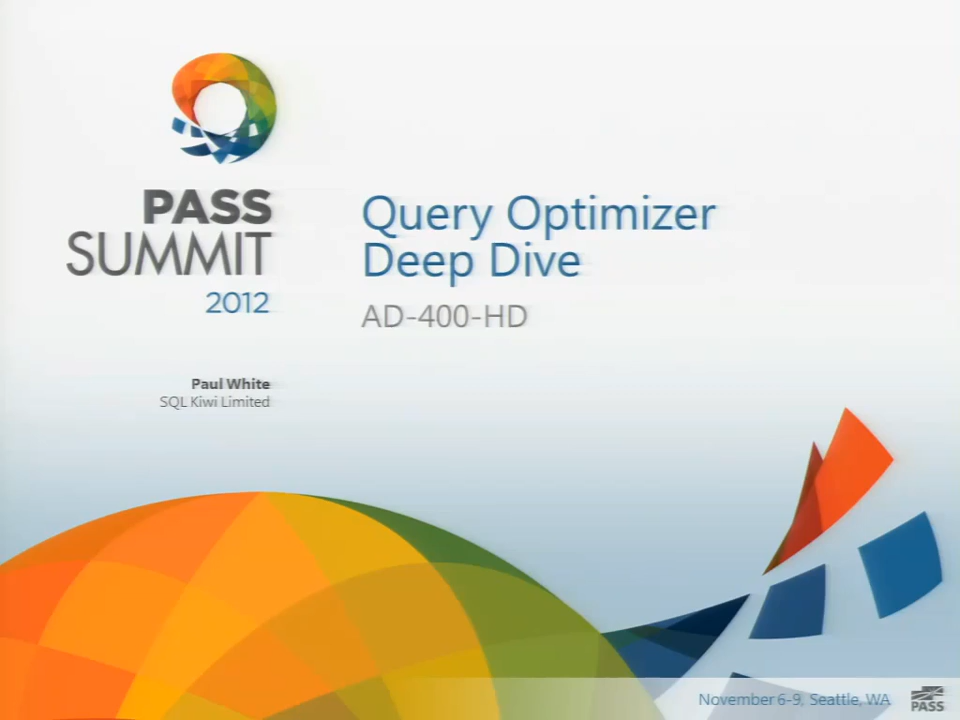 PASS
SUMMIT
2012
Query Optimizer
Deep Dive
AD-400-HD
Paul White
SQL Kiwi Limited
November 6-9, Seattle, WA
PASS